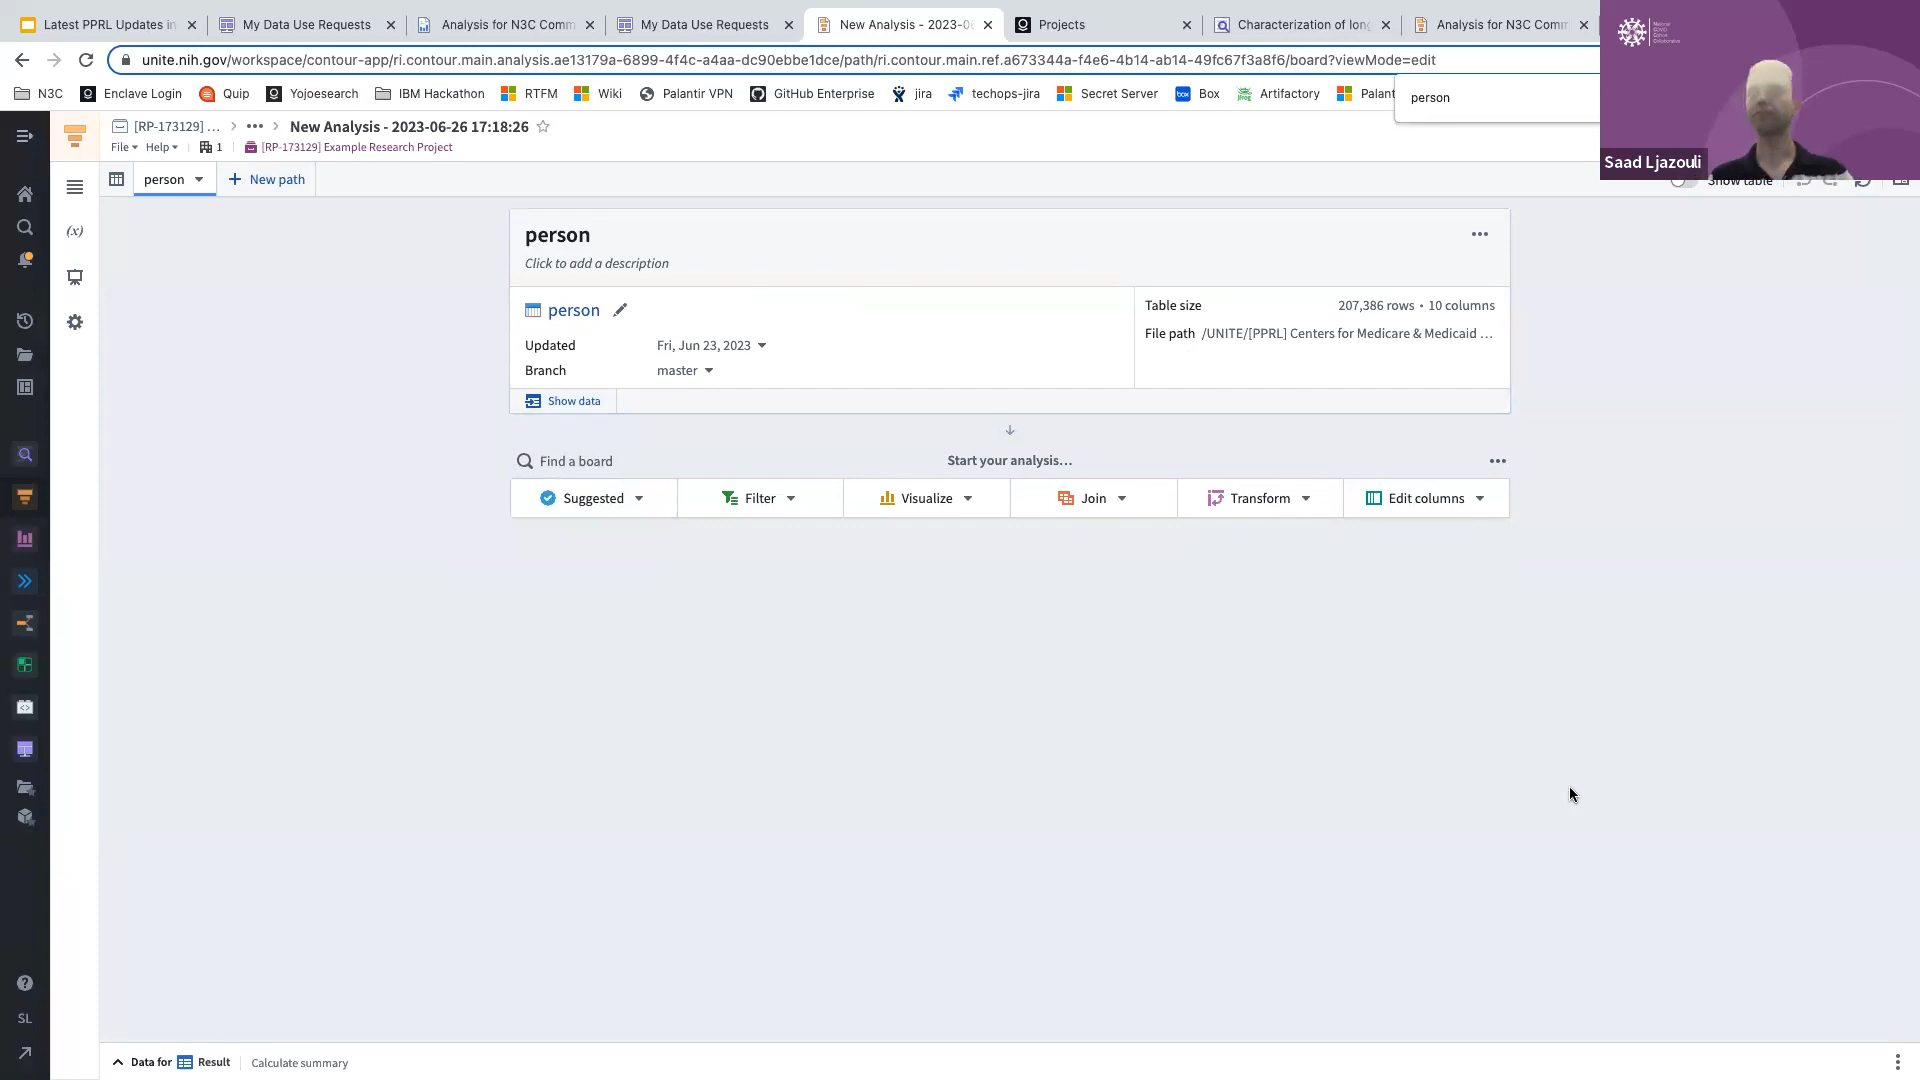 Latest PPRL Updates in
My Data Use Requests
Analysis for N3C Comm
My Data Use Requests
New Analysis - 2023-0
Projects
Characterization of lon
Analysis for N3C Comm
unite.nih.gov/workspace/contour-app/ri.contour.main.analysis.ae13179a-6899-4f4c-a4aa-dc90ebbe1dce/path/ri.contour.main.ref.a673344a-f4e6-4b14-ab14-49fc67f3a8f6/board?viewMode=edit
N3C
Enclave Login
Quip
Yojoesearch
IBM Hackathon
RTFM
Wiki
Palantir VPN
GitHub Enterprise
jira
techops-jira
Secret Server
Box
Artifactory
Palant
person
Saad Ljazouli
[RP-173129] ...
New Analysis - 2023-06-26 17:18:26
File
Help
1
[RP-173129] Example Research Project
person
New path
Show table
person
Click to add a description
person
Updated Fri, Jun 23, 2023
Branch master
Table size 207,386 rows • 10 columns
File path /UNITE/[PPRL] Centers for Medicare & Medicaid ...
Show data
Find a board
Start your analysis...
Suggested
Filter
Visualize
Join
Transform
Edit columns
(x)
SL
Data for Result
Calculate summary